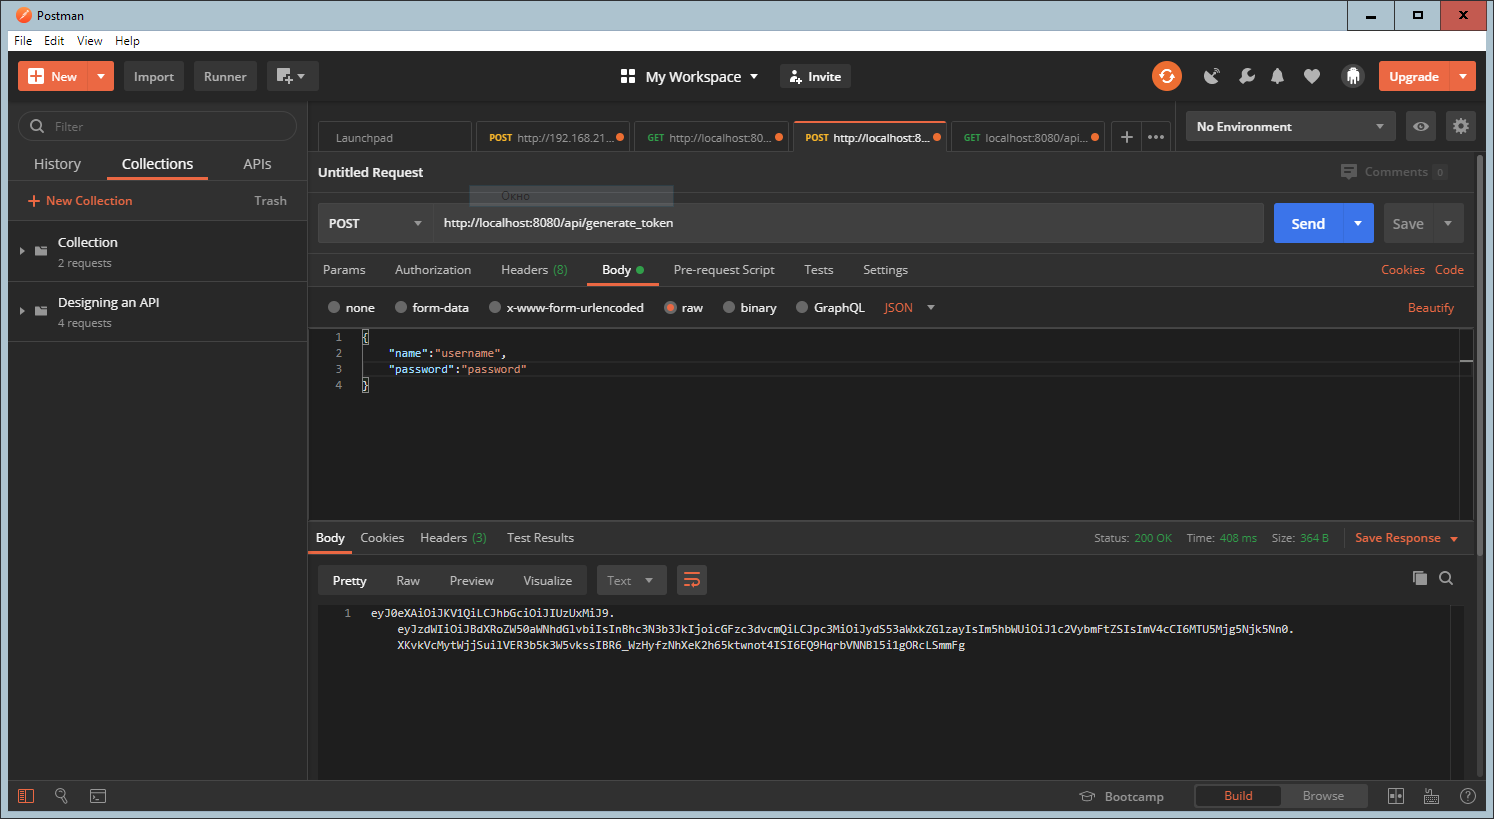 Postman
File Edit View Help
New Import Runner My Workspace Invite Upgrade
Filter
History Collections APIs
New Collection Trash
Collection
2 requests
Designing an API
4 requests
Launchpad POST http://192.168.21... GET http://localhost:80... POST http://localhost:8... GET localhost:8080/api... No Environment
Untitled Request Comments 0
Окно
POST http://localhost:8080/api/generate_token Send Save
Params Authorization Headers (8) Body Pre-request Script Tests Settings Cookies Code
none form-data x-www-form-urlencoded raw binary GraphQL JSON Beautify
1 {
2 "name":"username",
3 "password":"password"
4 }
Body Cookies Headers (3) Test Results Status: 200 OK Time: 408 ms Size: 364 B Save Response
Pretty Raw Preview Visualize Text
1 eyJ0eXAiOiJKV1QiLCJhbGciOiJIUzUxMiJ9.
eyJzdWIiOiJBdXRoZW50aWNhdGlvbiIsInBhc3N3b3JkIjoicGFzc3dvcmQiLCJpc3MiOiJydS53aWxkZGlzayIsIm5hbWUiOiJ1c2VybmFtZSIsImV4cCI6MTU5Mjg5Njk5Nn0.
XKvkVcMytWjjSuilVER3b5k3W5vkssIBR6_WzHyfzNhXeK2h65ktwnot4ISI6EQ9HqrbVNNBl5i1gORcLSmmFg
Bootcamp Build Browse